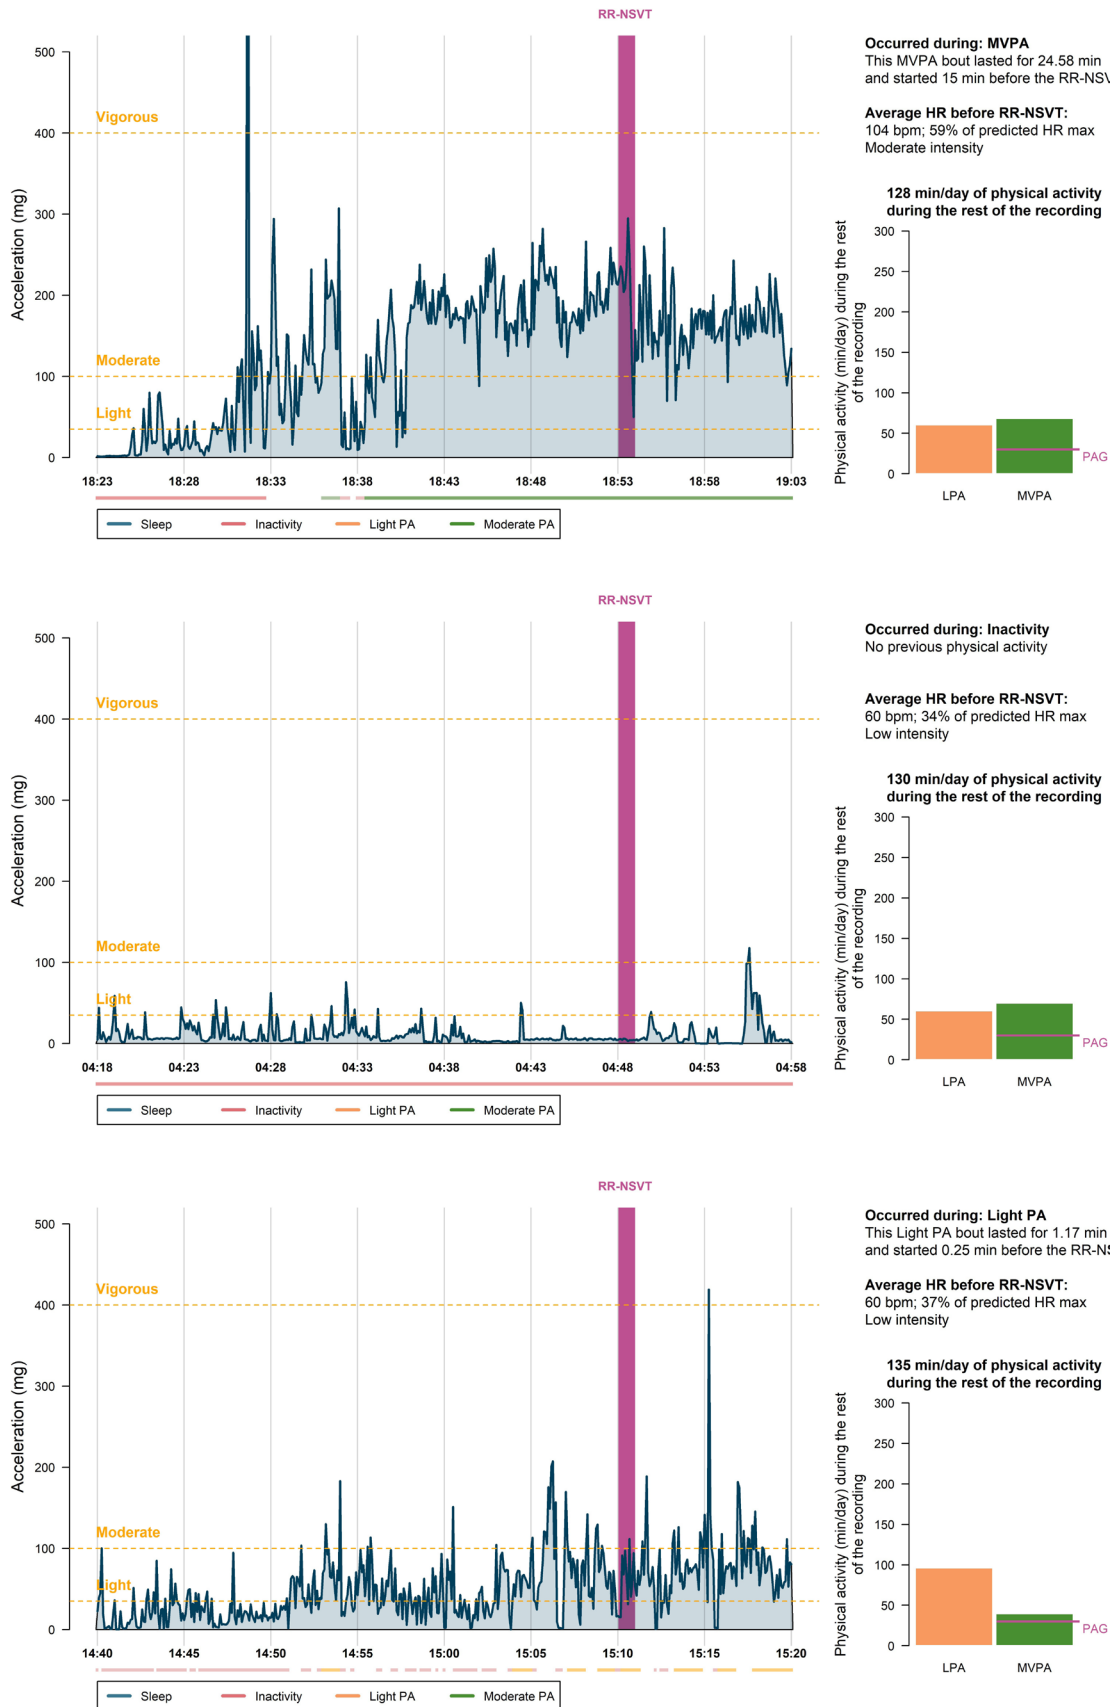 RR-NSVT
Occurred during: MVPA
This MVPA bout lasted for 24.58 min
and started 15 min before the RR-NSV
Average HR before RR-NSVT:
104 bpm; 59% of predicted HR max
Moderate intensity
Acceleration (mg)
500
400
300
200
100
0
Vigorous
Moderate
Light
18:23
18:28
18:33
18:38
18:43
18:48
18:53
18:58
19:03
Sleep
Inactivity
Light PA
Moderate PA
128 min/day of physical activity
during the rest of the recording
Physical activity (min/day) during the rest
of the recording
300
250
200
150
100
50
0
PAG
LPA
MVPA
RR-NSVT
Occurred during: Inactivity
No previous physical activity
Average HR before RR-NSVT:
60 bpm; 34% of predicted HR max
Low intensity
Acceleration (mg)
500
400
300
200
100
0
Vigorous
Moderate
Light
04:18
04:23
04:28
04:33
04:38
04:43
04:48
04:53
04:58
Sleep
Inactivity
Light PA
Moderate PA
130 min/day of physical activity
during the rest of the recording
Physical activity (min/day) during the rest
of the recording
300
250
200
150
100
50
0
PAG
LPA
MVPA
RR-NSVT
Occurred during: Light PA
This Light PA bout lasted for 1.17 min
and started 0.25 min before the RR-NS
Average HR before RR-NSVT:
60 bpm; 37% of predicted HR max
Low intensity
Acceleration (mg)
500
400
300
200
100
0
Vigorous
Moderate
Light
14:40
14:45
14:50
14:55
15:00
15:05
15:10
15:15
15:20
Sleep
Inactivity
Light PA
Moderate PA
135 min/day of physical activity
during the rest of the recording
Physical activity (min/day) during the rest
of the recording
300
250
200
150
100
50
0
PAG
LPA
MVPA